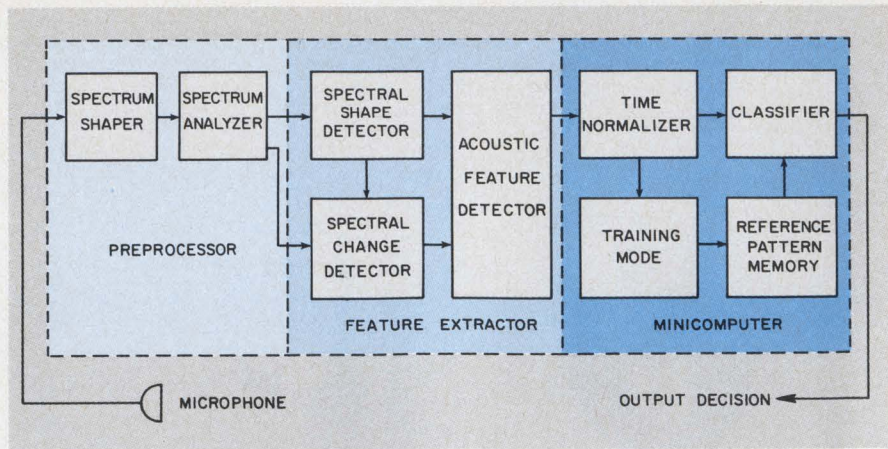 SPECTRUM
SHAPER
SPECTRUM
ANALYZER
PREPROCESSOR
SPECTRAL
SHAPE
DETECTOR
SPECTRAL
CHANGE
DETECTOR
ACOUSTIC
FEATURE
DETECTOR
FEATURE EXTRACTOR
TIME
NORMALIZER
CLASSIFIER
TRAINING
MODE
REFERENCE
PATTERN
MEMORY
MINICOMPUTER
MICROPHONE
OUTPUT DECISION